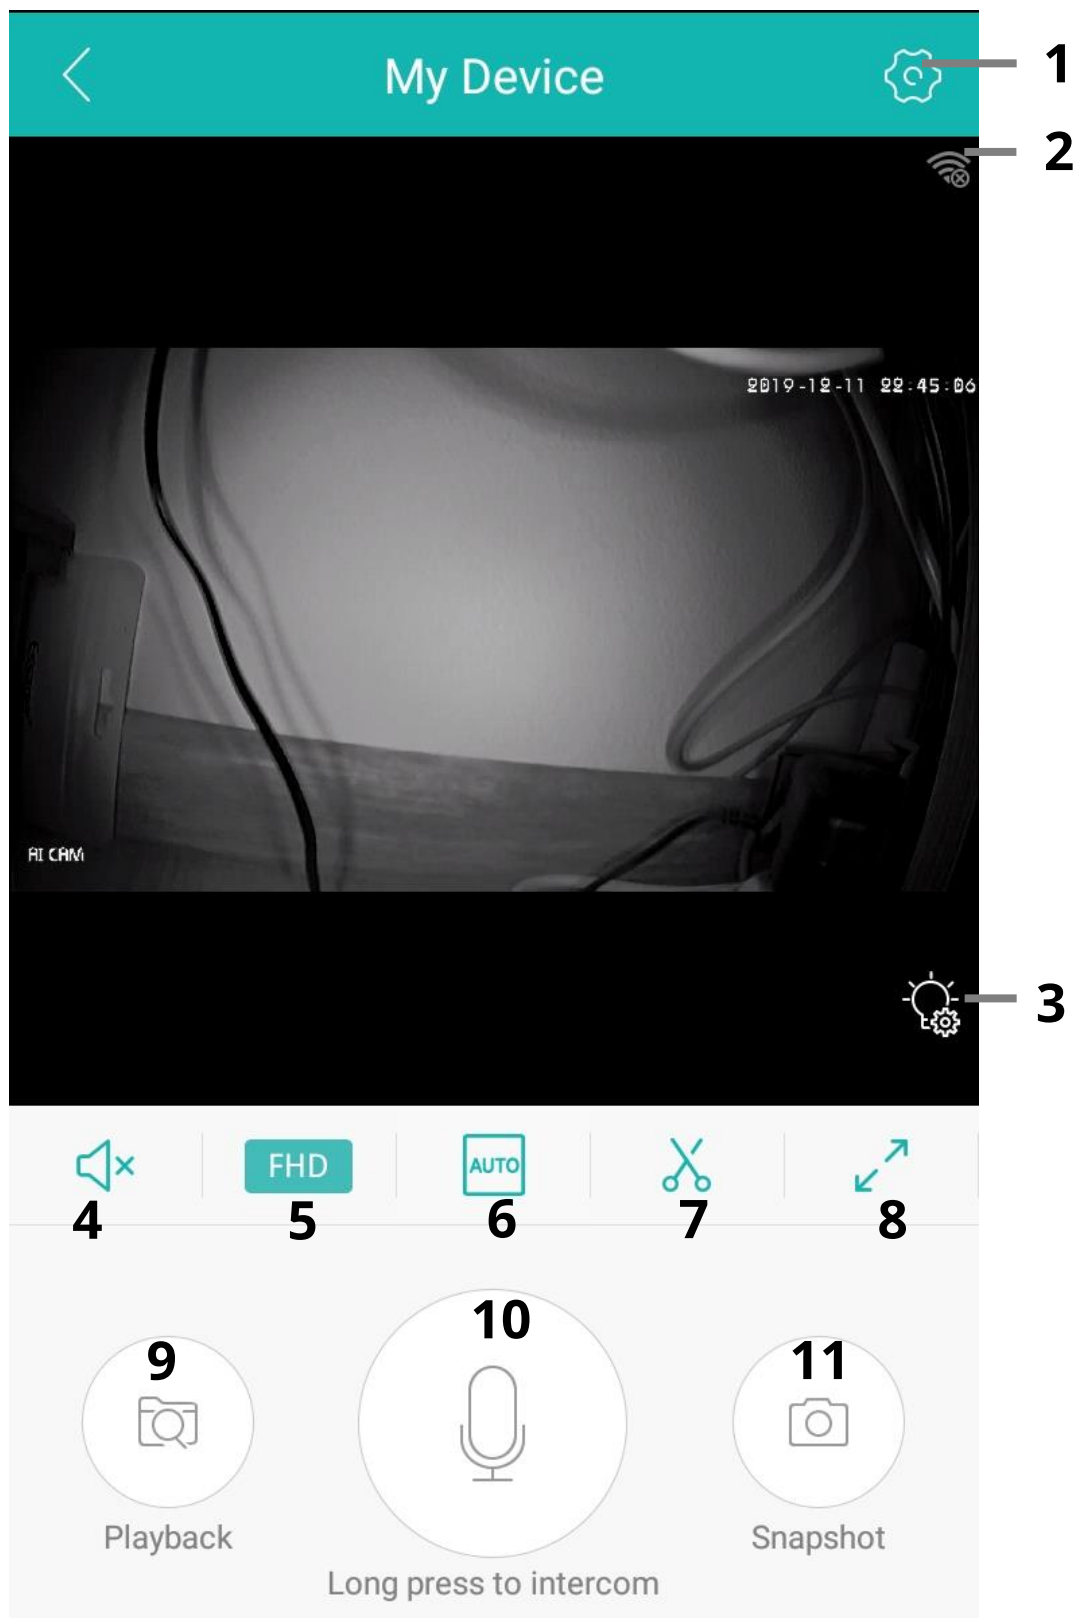 My Device
1
2
2019-12-11 22:45:06
AI CAM
3
FHD
AUTO
4
5
6
7
8
9
10
11
Playback
Snapshot
Long press to intercom